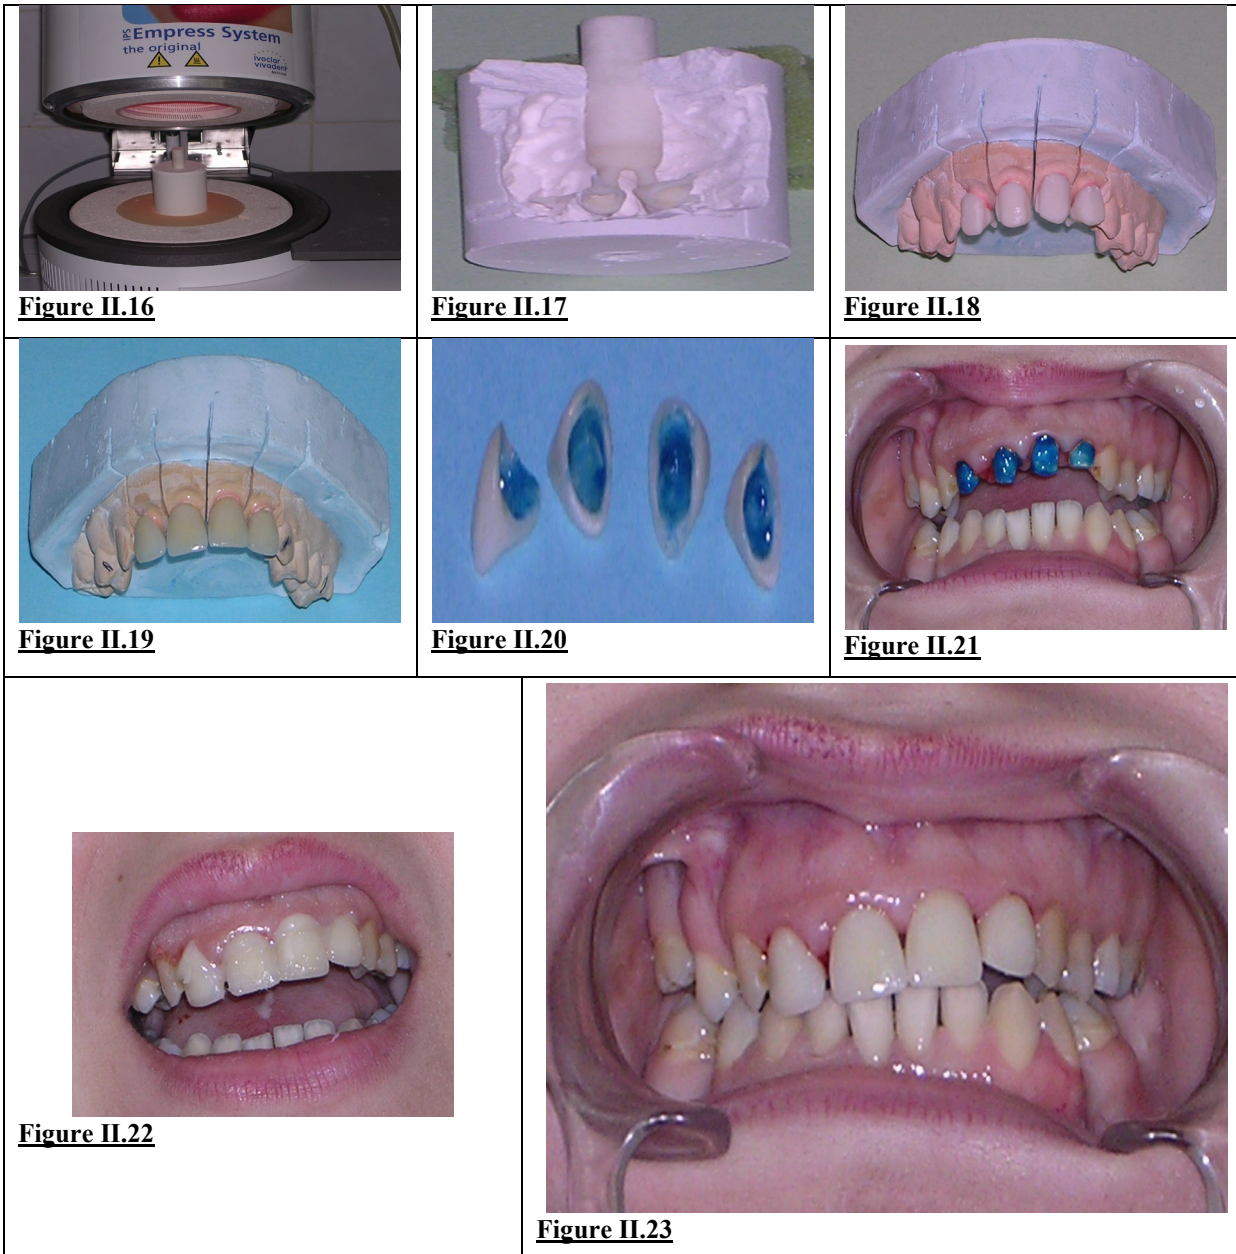 IPS Empress System
the original
ivoclar
vivadent
Figure II.16
Figure II.17
Figure II.18
Figure II.19
Figure II.20
Figure II.21
Figure II.22
Figure II.23